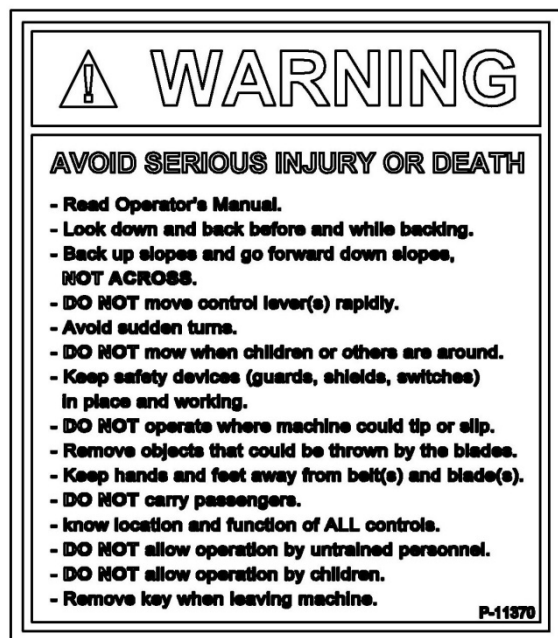 WARNING
AVOID SERIOUS INJURY OR DEATH
- Read Operator's Manual.
- Look down and back before and while backing.
- Back up slopes and go forward down slopes,
NOT ACROSS.
- DO NOT move control lever(s) rapidly.
- Avoid sudden turns.
- DO NOT mow when children or others are around.
- Keep safety devices (guards, shields, switches)
in place and working.
- DO NOT operate where machine could tip or slip.
- Remove objects that could be thrown by the blades.
- Keep hands and feet away from belt(s) and blade(s).
- DO NOT carry passengers.
- know location and function of ALL controls.
- DO NOT allow operation by untrained personnel.
- DO NOT allow operation by children.
- Remove key when leaving machine.
P-11370